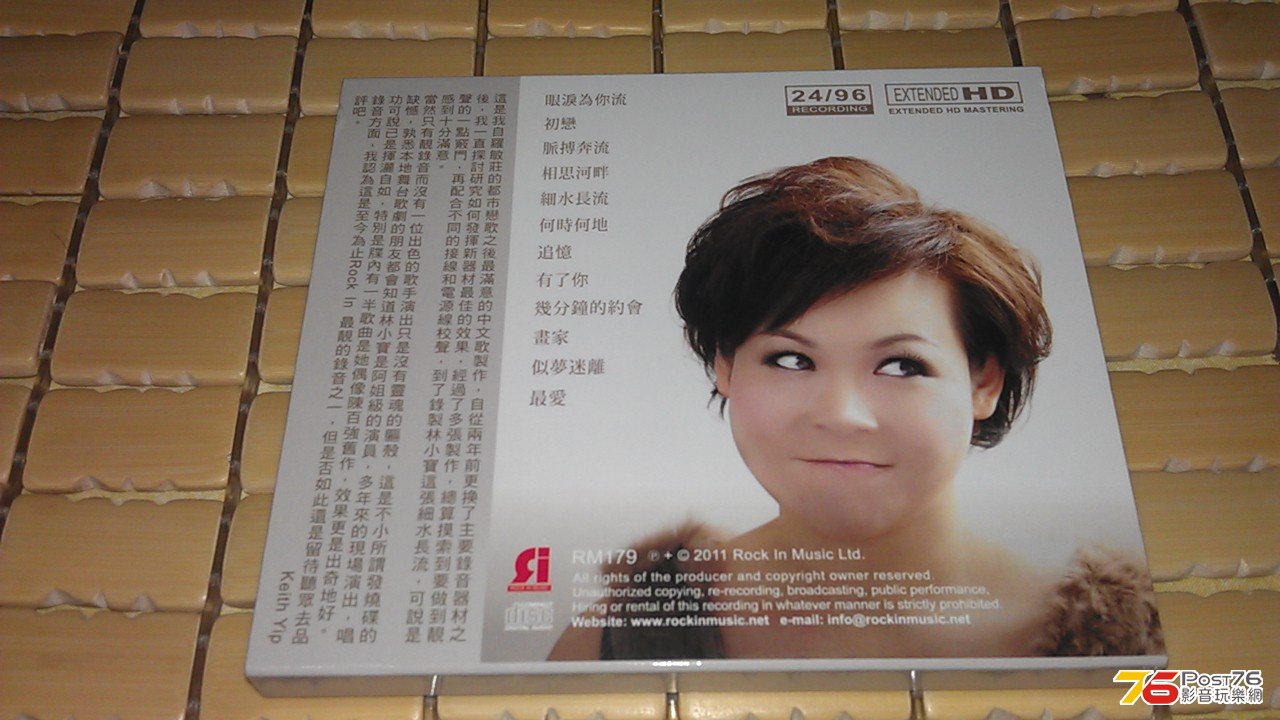 這是我自羅敏莊的都市戀歌之後最滿意的中文歌製作，自從兩年前更換了主要錄音器材之
後，我一直探討研究如何發揮新器材最佳的效果，經過了多張製作，總算摸索到要做到靚
聲的一點竅門，再配合不同的接線和電源線校聲，到了錄製林小寶這張細水長流，可說是
感到十分滿意。
當然只有靚錄音而沒有一位出色的歌手演出只是沒有靈魂的軀殼，這是不小所謂發燒碟的
缺憾，熟悉本地舞台歌劇的朋友都會知道林小寶是阿姐級的演員，多年來的現場演出，唱
功可說已是揮灑自如，特別是牒內有一半歌曲是她偶像陳百強舊作，效果更是出奇地好。
錄音方面，我認為這是至今為止Rock In 最靚的錄音之一，但是否如此還是留待聽眾去品
評吧。
Keith Yip
眼淚為你流
初戀
脈搏奔流
相思河畔
細水長流
何時何地
追憶
有了你
幾分鐘的約會
畫家
似夢迷離
最愛
24/96
RECORDING
EXTENDED HD
EXTENDED HD MASTERING
RM179 ℗ + © 2011 Rock In Music Ltd.
All rights of the producer and copyright owner reserved.
Unauthorized copying, re-recording, broadcasting, public performance,
Hiring or rental of this recording in whatever manner is strictly prohibited.
Website: www.rockinmusic.net e-mail: info@rockinmusic.net
ROCK IN MUSIC
COMPACT
disc
DIGITAL AUDIO
76 Post76
影音玩樂網